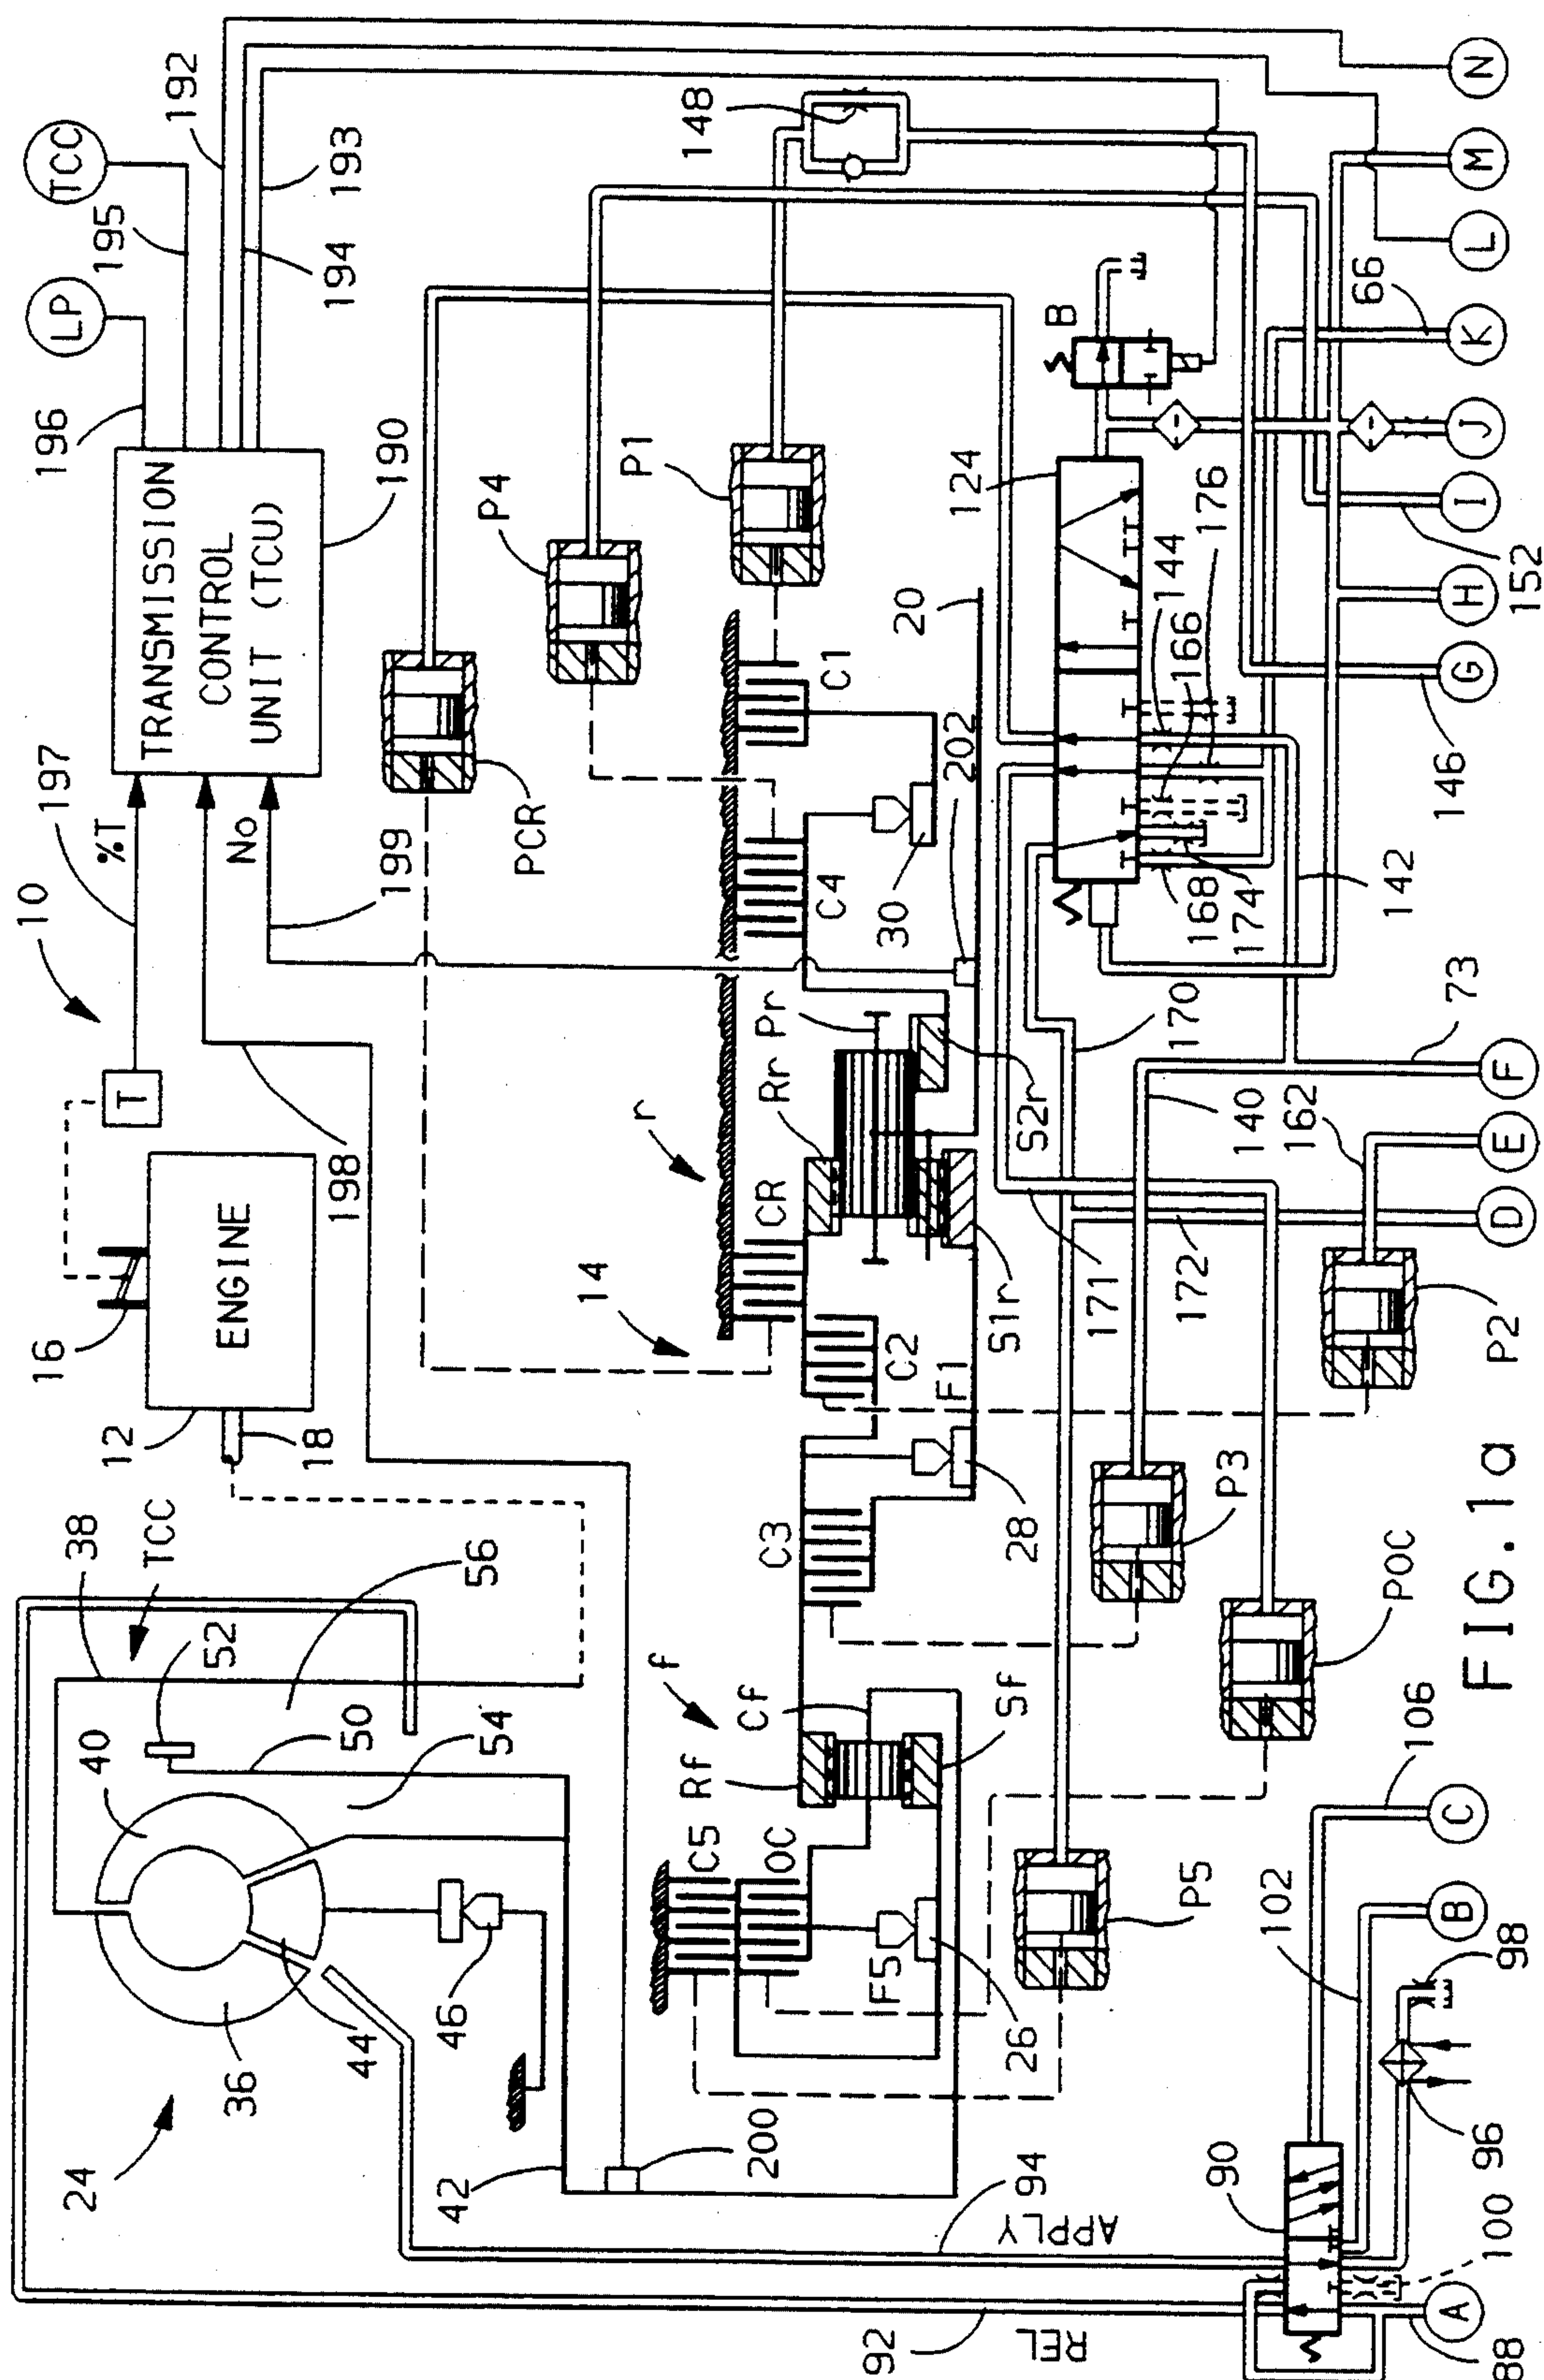 24
36
44
40
46
38
TCC
52
50
56
54
42
200
12
18
16
ENGINE
T
10
197
%T
198
No
199
TRANSMISSION
CONTROL
UNIT (TCU)
190
196
LP
195
TCC
192
194
193
148
PCR
P4
P1
14
r
f
C5
OC
F5
26
Rf
Cf
Sf
C3
C2
F1
28
CR
Rr
Pr
S1r
S2r
C4
C1
30
20
202
124
B
144
166
176
168
174
142
170
171
172
140
162
73
P5
POC
P3
P2
92
REL
94
APPLY
90
100
96
98
102
106
88
66
152
146
A
B
C
D
E
F
G
H
I
J
K
L
M
N
FIG. 1a